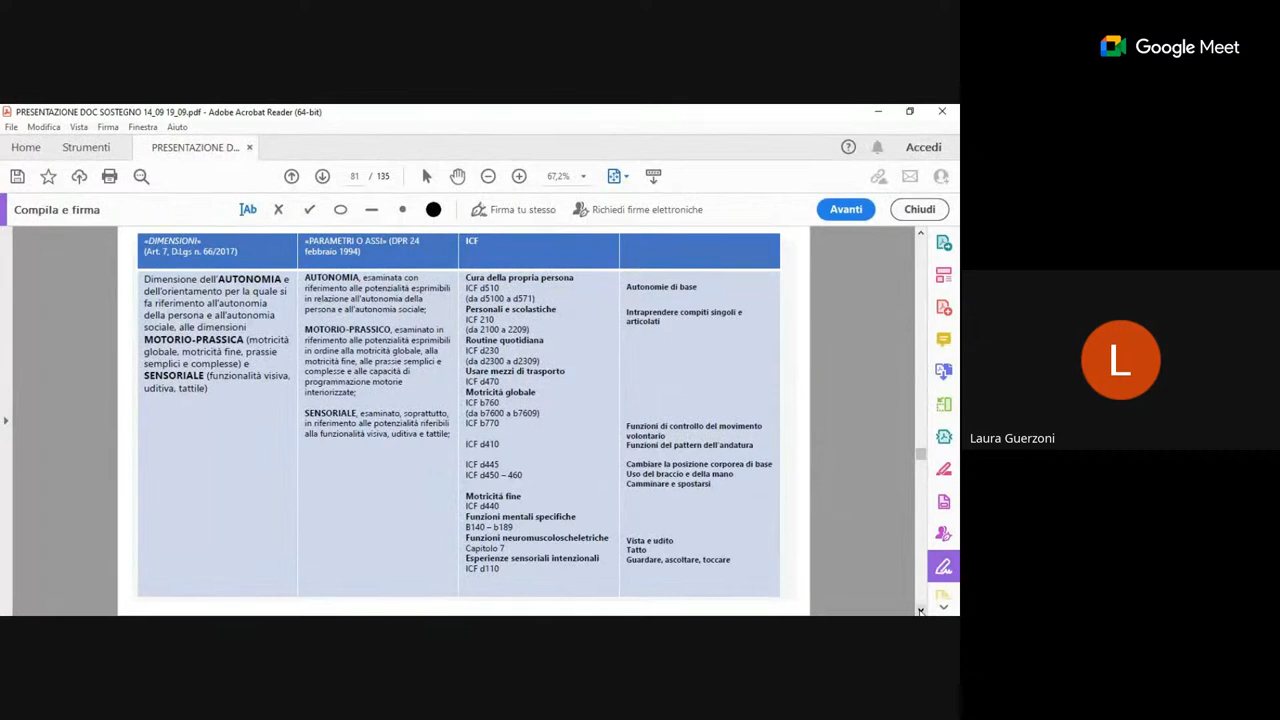 Google Meet
PRESENTAZIONE DOC SOSTEGNO 14_09 19_09.pdf - Adobe Acrobat Reader (64-bit)
File Modifica Vista Firma Finestra Aiuto
Home Strumenti PRESENTAZIONE D... Accedi
81 / 135 67,2%
Compila e firma Ab Firma tu stesso Richiedi firme elettroniche Avanti Chiudi
«DIMENSIONI»
(Art. 7, D.Lgs n. 66/2017)
«PARAMETRI O ASSI» (DPR 24
febbraio 1994)
ICF
Dimensione dell'AUTONOMIA e
dell'orientamento per la quale si
fa riferimento all'autonomia
della persona e all'autonomia
sociale, alle dimensioni
MOTORIO-PRASSICA (motricità
globale, motricità fine, prassie
semplici e complesse) e
SENSORIALE (funzionalità visiva,
uditiva, tattile)
AUTONOMIA, esaminata con
riferimento alle potenzialità esprimibili
in relazione all'autonomia della
persona e all'autonomia sociale;
MOTORIO-PRASSICO, esaminato in
riferimento alle potenzialità esprimibili
in ordine alla motricità globale, alla
motricità fine, alle prassie semplici e
complesse e alle capacità di
programmazione motorie
interiorizzate;
SENSORIALE, esaminato, soprattutto,
in riferimento alle potenzialità riferibili
alla funzionalità visiva, uditiva e tattile;
Cura della propria persona
ICF d510
(da d5100 a d571)
Personali e scolastiche
ICF 210
(da 2100 a 2209)
Routine quotidiana
ICF d230
(da d2300 a d2309)
Usare mezzi di trasporto
ICF d470
Motricità globale
ICF b760
(da b7600 a b7609)
ICF b770
ICF d410
ICF d445
ICF d450 – 460
Motricità fine
ICF d440
Funzioni mentali specifiche
B140 – b189
Funzioni neuromuscoloscheletriche
Capitolo 7
Esperienze sensoriali intenzionali
ICF d110
Autonomie di base
Intraprendere compiti singoli e
articolati
Funzioni di controllo del movimento
volontario
Funzioni del pattern dell'andatura
Cambiare la posizione corporea di base
Uso del braccio e della mano
Camminare e spostarsi
Vista e udito
Tatto
Guardare, ascoltare, toccare
L
Laura Guerzoni